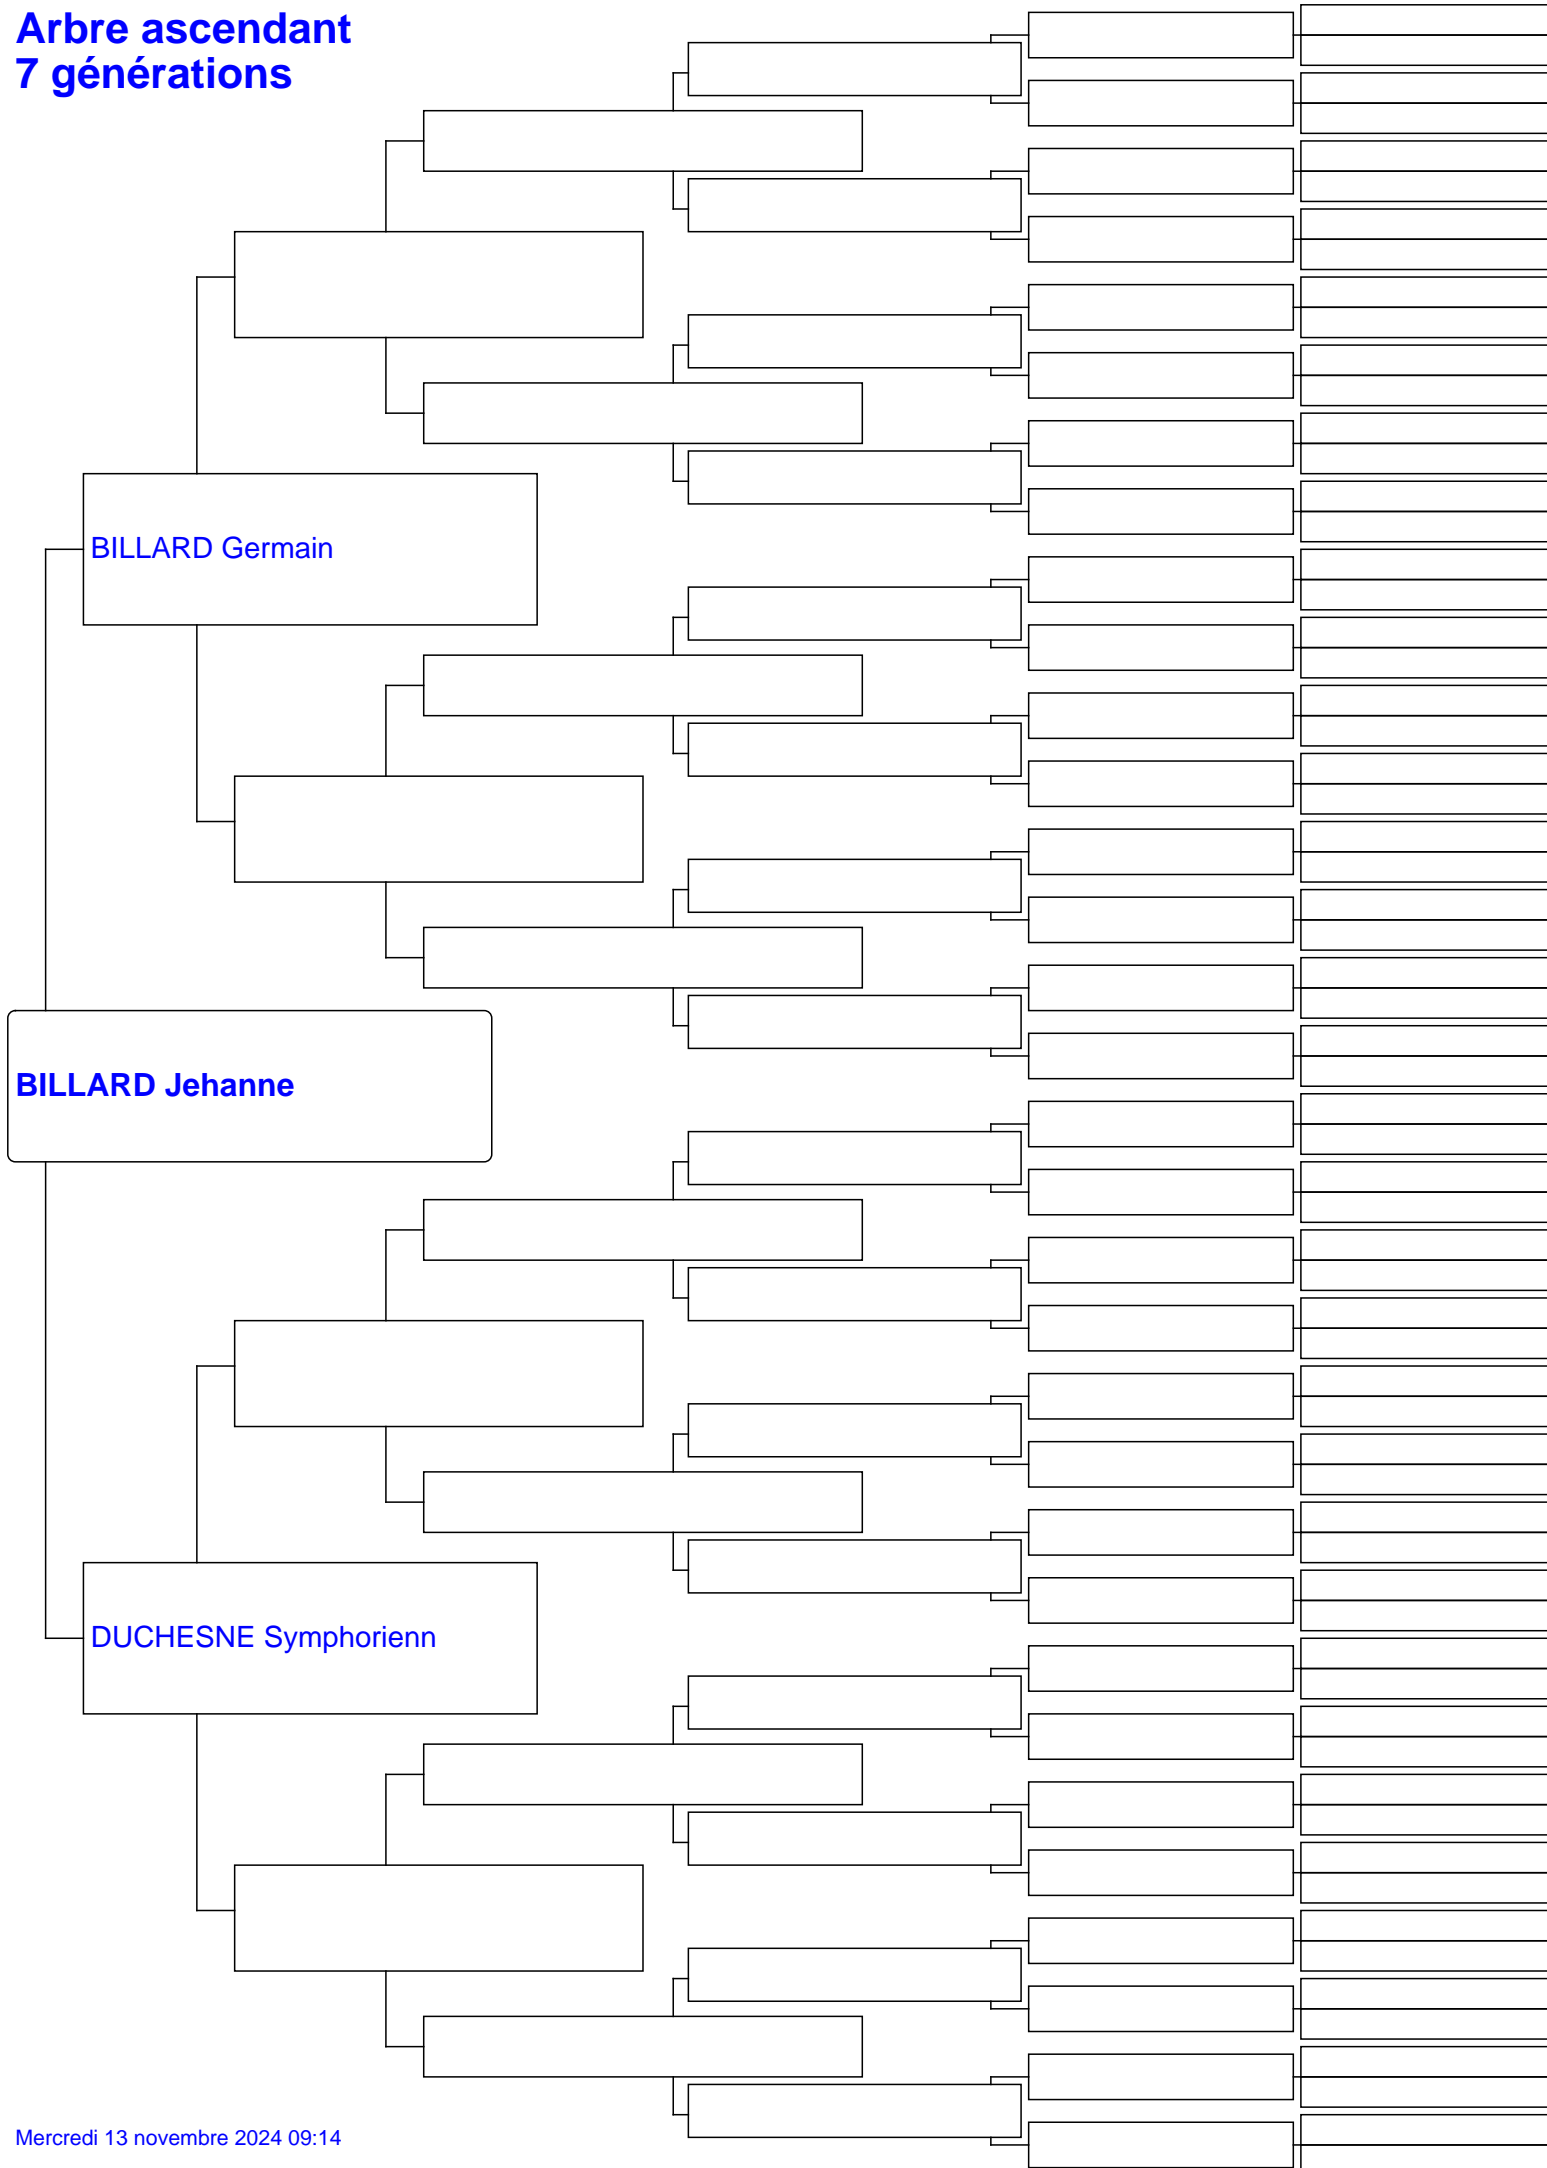 Arbre ascendant
7 générations
BILLARD Germain
BILLARD Jehanne
DUCHESNE Symphorienn
Mercredi 13 novembre 2024 09:14